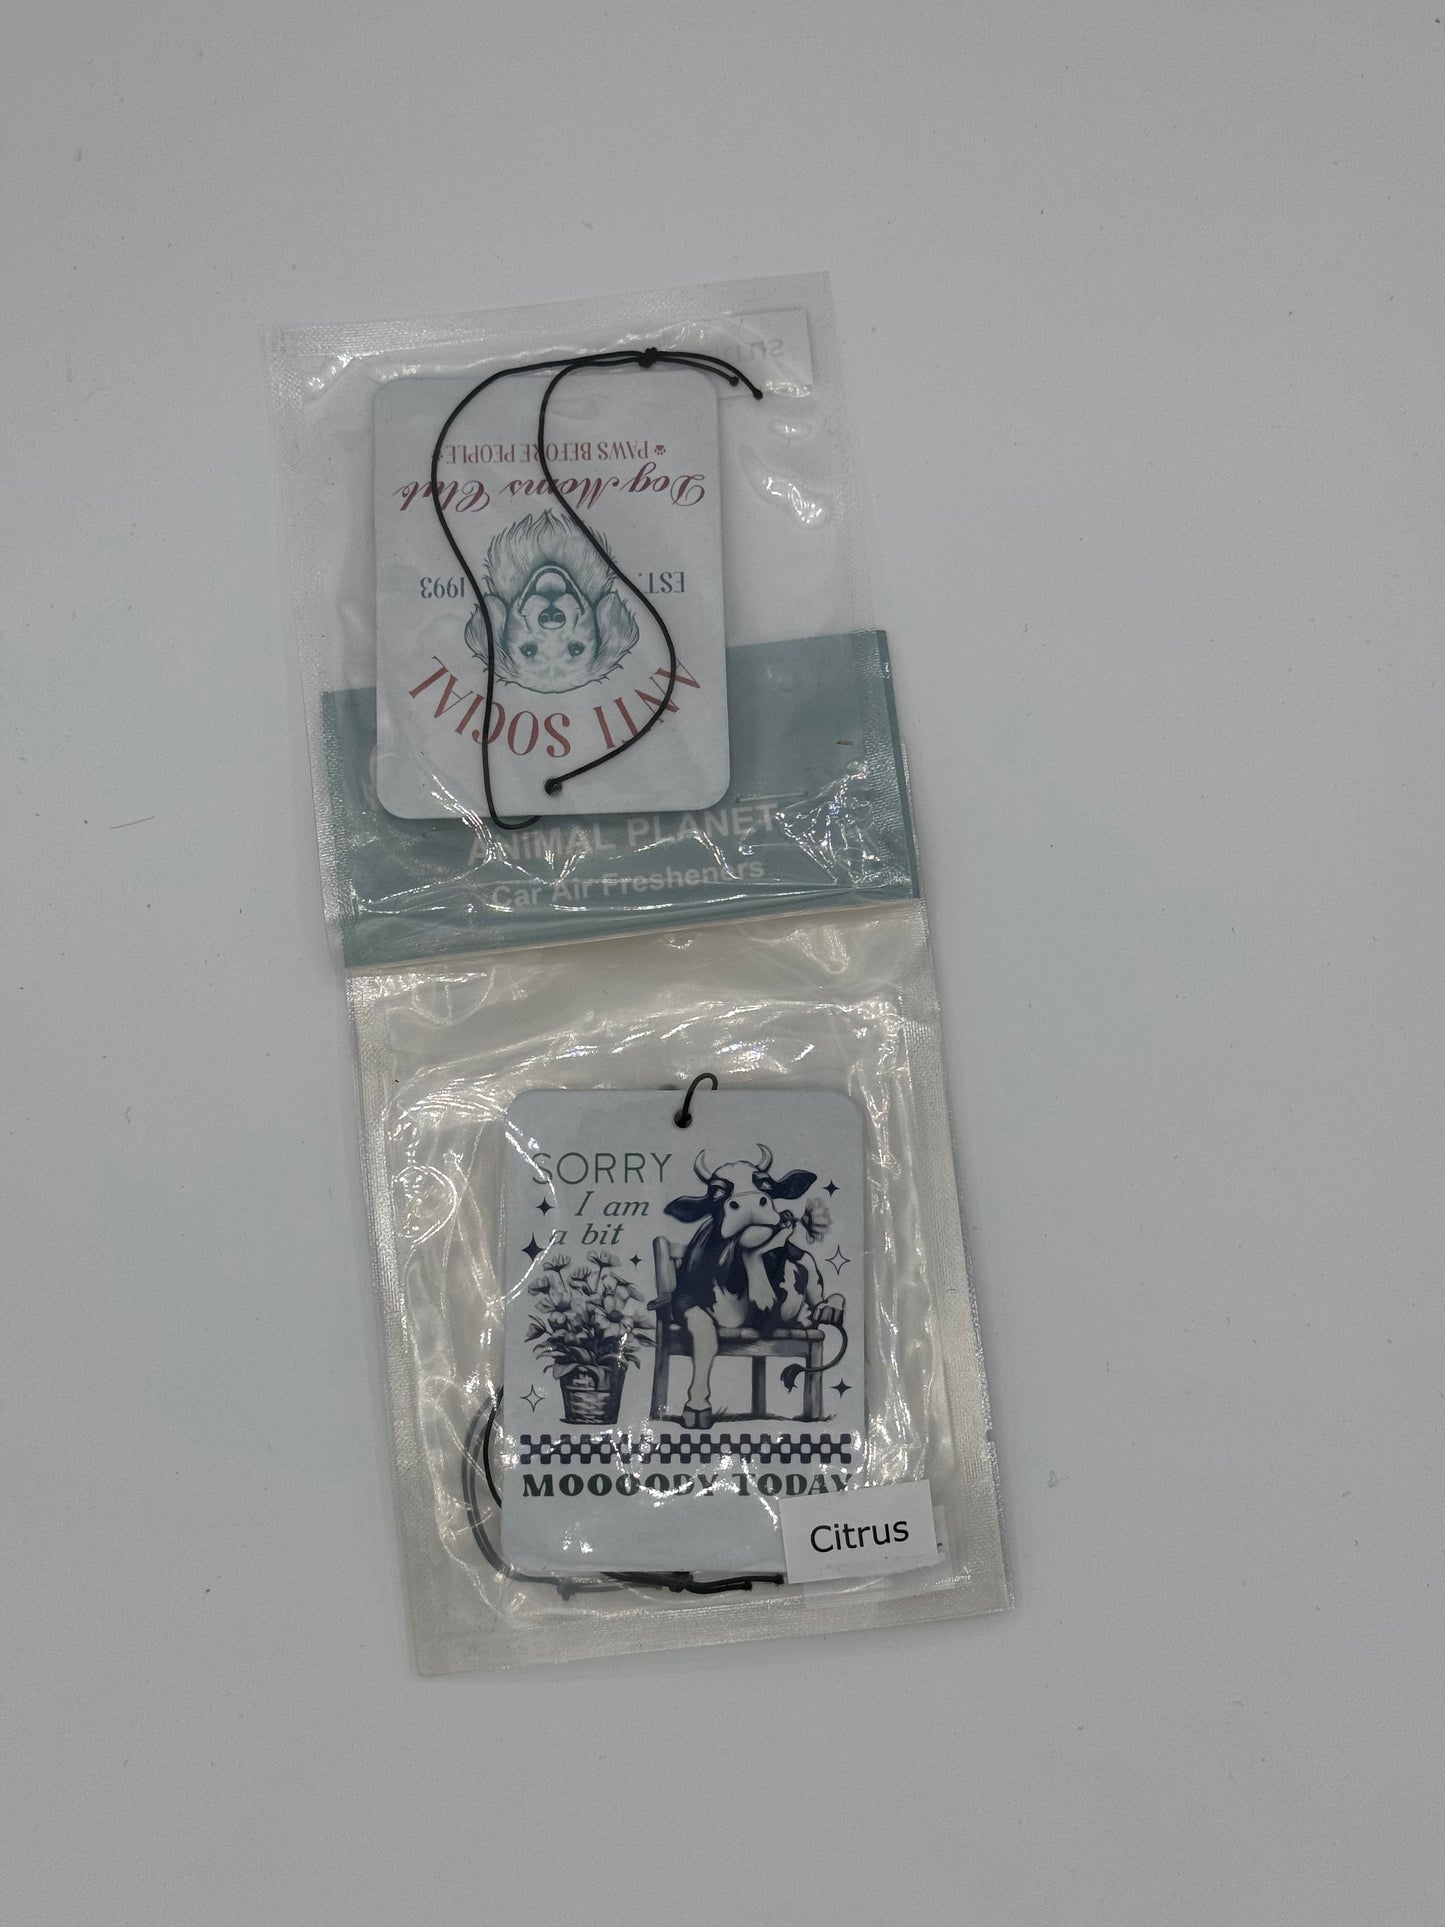 ANTI SOCIAL
EST. 1993
Dog Moms Club
PAWS BEFORE PEOPLE
ANiMAL PLANET
Car Air Fresheners
SORRY
I am
a bit
MOOOODY TODAY
Citrus